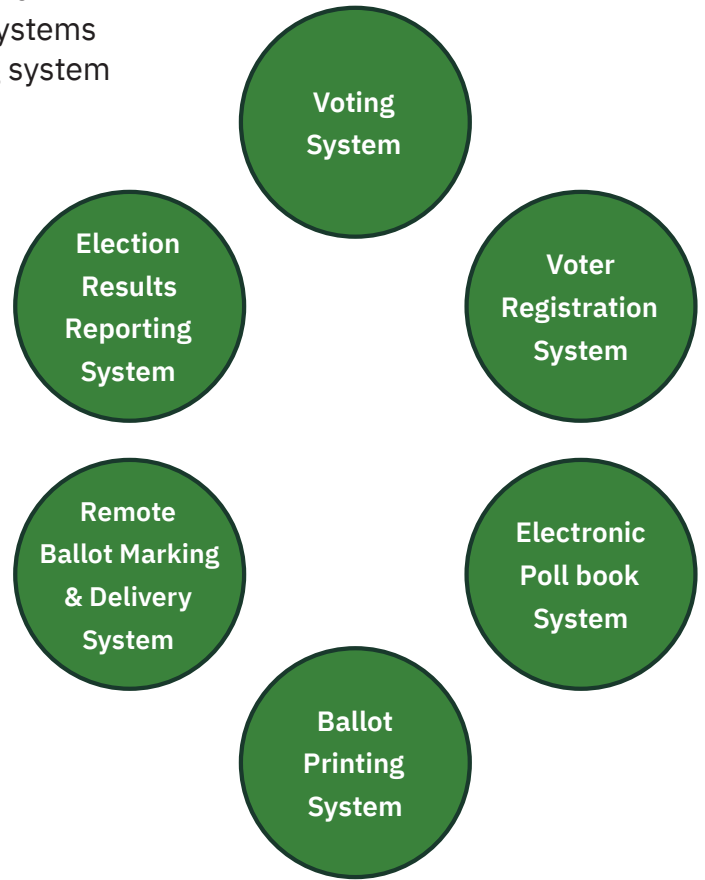 ystems
system
Voting
System
Election
Results
Reporting
System
Voter
Registration
System
Remote
Ballot Marking
& Delivery
System
Electronic
Poll book
System
Ballot
Printing
System